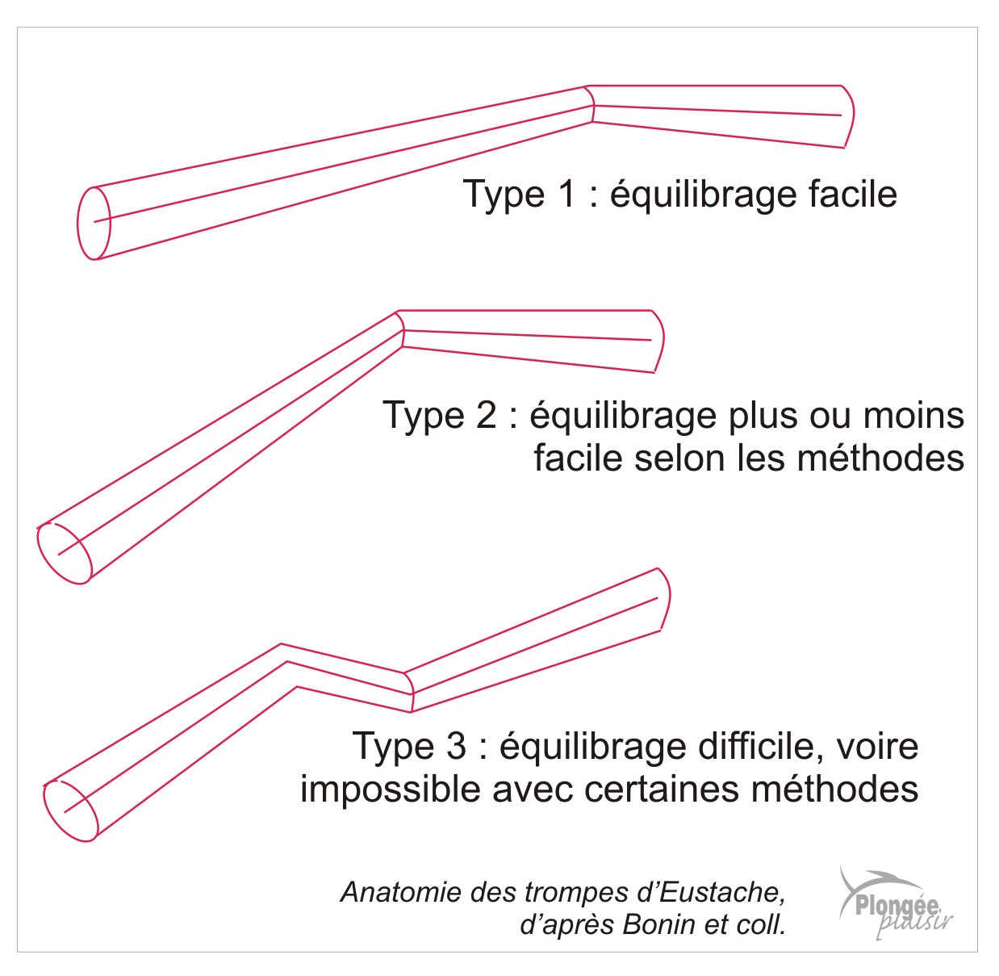 Type 1 : équilibrage facile
Type 2 : équilibrage plus ou moins
facile selon les méthodes
Type 3 : équilibrage difficile, voire
impossible avec certaines méthodes
Anatomie des trompes d’Eustache,
d’après Bonin et coll.
Plongée
plaisir